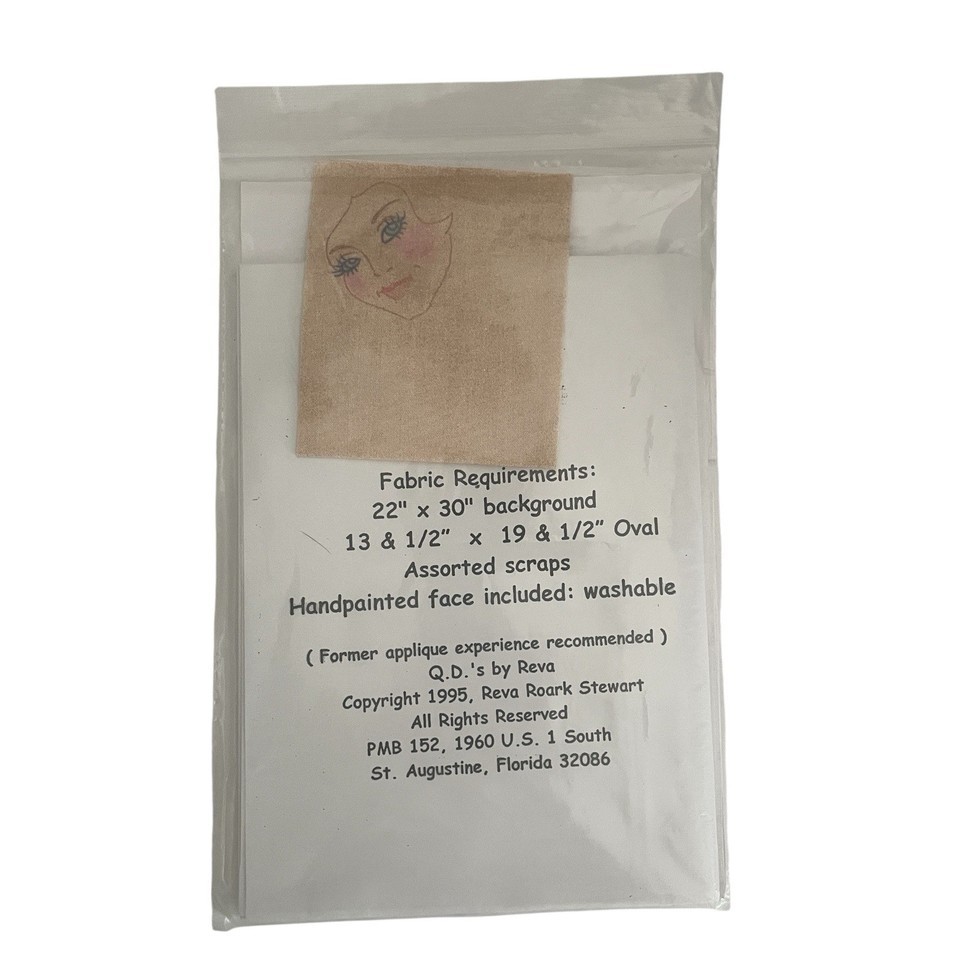 Fabric Requirements:
22" x 30" background
13 & 1/2" x 19 & 1/2" Oval
Assorted scraps
Handpainted face included: washable
( Former applique experience recommended )
Q.D.'s by Reva
Copyright 1995, Reva Roark Stewart
All Rights Reserved
PMB 152, 1960 U.S. 1 South
St. Augustine, Florida 32086